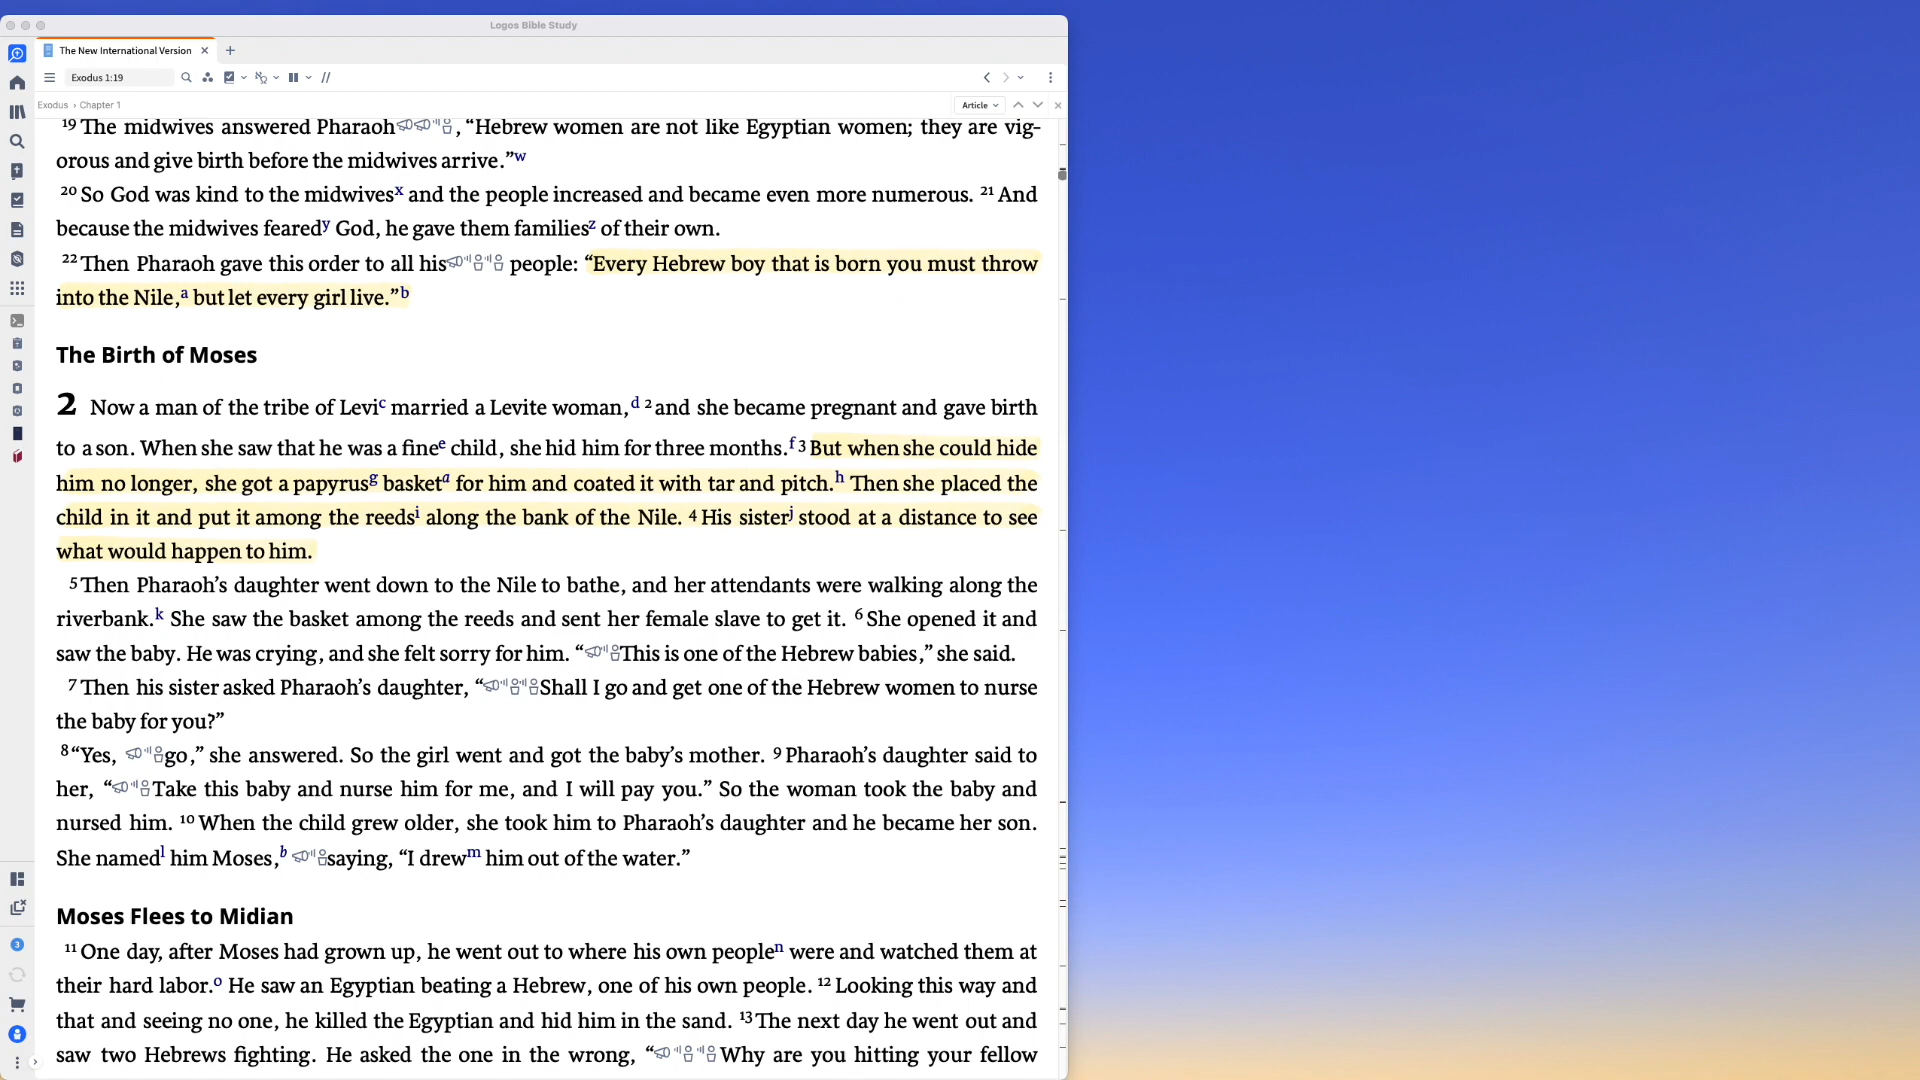 Logos Bible Study
The New International Version
Exodus 1:19
Exodus › Chapter 1
Article
19 The midwives answered Pharaoh, “Hebrew women are not like Egyptian women; they are vig-
orous and give birth before the midwives arrive.”w
20 So God was kind to the midwivesx and the people increased and became even more numerous. 21 And
because the midwives fearedy God, he gave them familiesz of their own.
22 Then Pharaoh gave this order to all his people: “Every Hebrew boy that is born you must throw
into the Nile,a but let every girl live.”b
The Birth of Moses
2 Now a man of the tribe of Levic married a Levite woman,d 2 and she became pregnant and gave birth
to a son. When she saw that he was a finee child, she hid him for three months.f 3 But when she could hide
him no longer, she got a papyrusg basketa for him and coated it with tar and pitch.h Then she placed the
child in it and put it among the reedsi along the bank of the Nile. 4 His sisterj stood at a distance to see
what would happen to him.
5 Then Pharaoh’s daughter went down to the Nile to bathe, and her attendants were walking along the
riverbank.k She saw the basket among the reeds and sent her female slave to get it. 6 She opened it and
saw the baby. He was crying, and she felt sorry for him. “This is one of the Hebrew babies,” she said.
7 Then his sister asked Pharaoh’s daughter, “Shall I go and get one of the Hebrew women to nurse
the baby for you?”
8 “Yes, go,” she answered. So the girl went and got the baby’s mother. 9 Pharaoh’s daughter said to
her, “Take this baby and nurse him for me, and I will pay you.” So the woman took the baby and
nursed him. 10 When the child grew older, she took him to Pharaoh’s daughter and he became her son.
She namedl him Moses,b saying, “I drewm him out of the water.”
Moses Flees to Midian
11 One day, after Moses had grown up, he went out to where his own peoplen were and watched them at
their hard labor.o He saw an Egyptian beating a Hebrew, one of his own people. 12 Looking this way and
that and seeing no one, he killed the Egyptian and hid him in the sand. 13 The next day he went out and
saw two Hebrews fighting. He asked the one in the wrong, “Why are you hitting your fellow
3